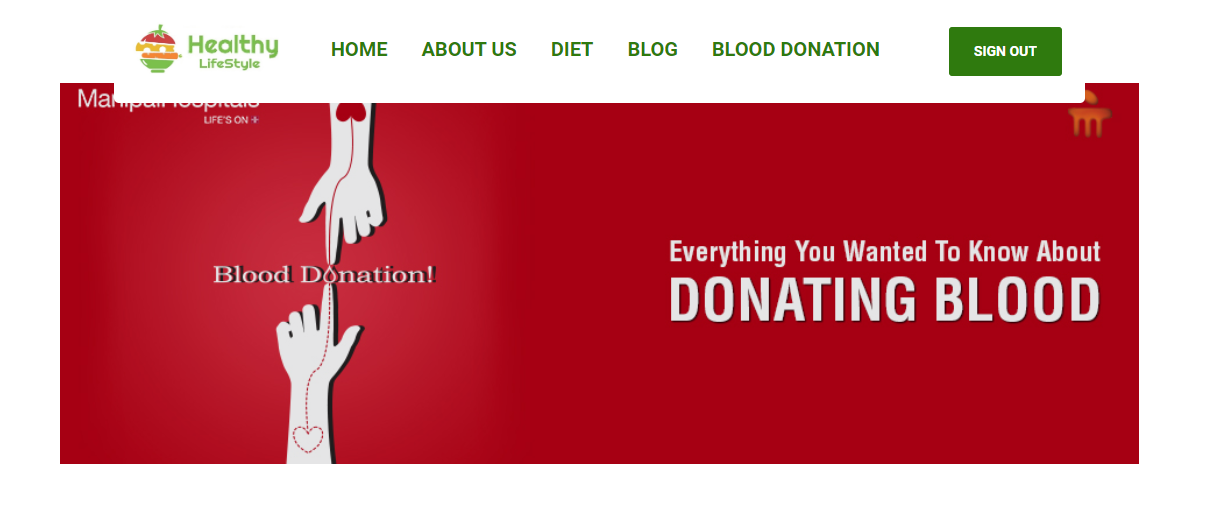 Healthy
LifeStyle
HOME ABOUT US DIET BLOG BLOOD DONATION SIGN OUT
LIFE'S ON
Blood Donation!
Everything You Wanted To Know About
DONATING BLOOD